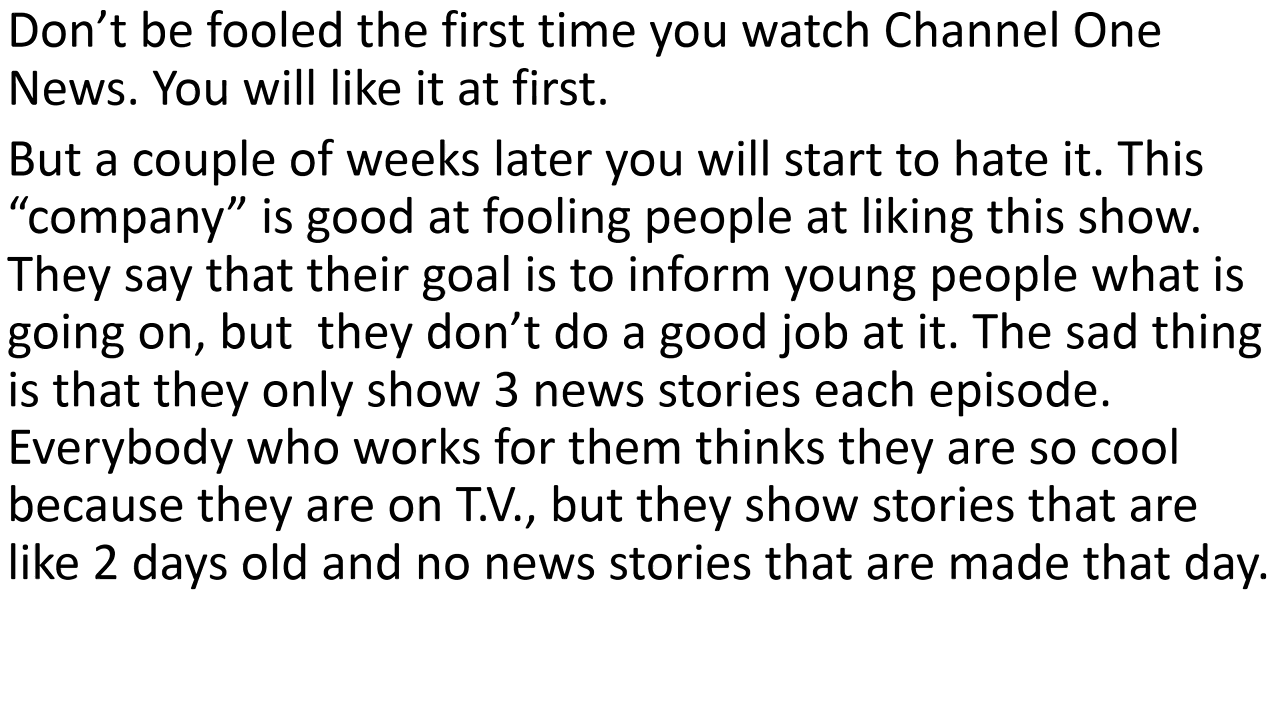 Don’t be fooled the first time you watch Channel One
News. You will like it at first.
But a couple of weeks later you will start to hate it. This
“company” is good at fooling people at liking this show.
They say that their goal is to inform young people what is
going on, but  they don’t do a good job at it. The sad thing
is that they only show 3 news stories each episode.
Everybody who works for them thinks they are so cool
because they are on T.V., but they show stories that are
like 2 days old and no news stories that are made that day.